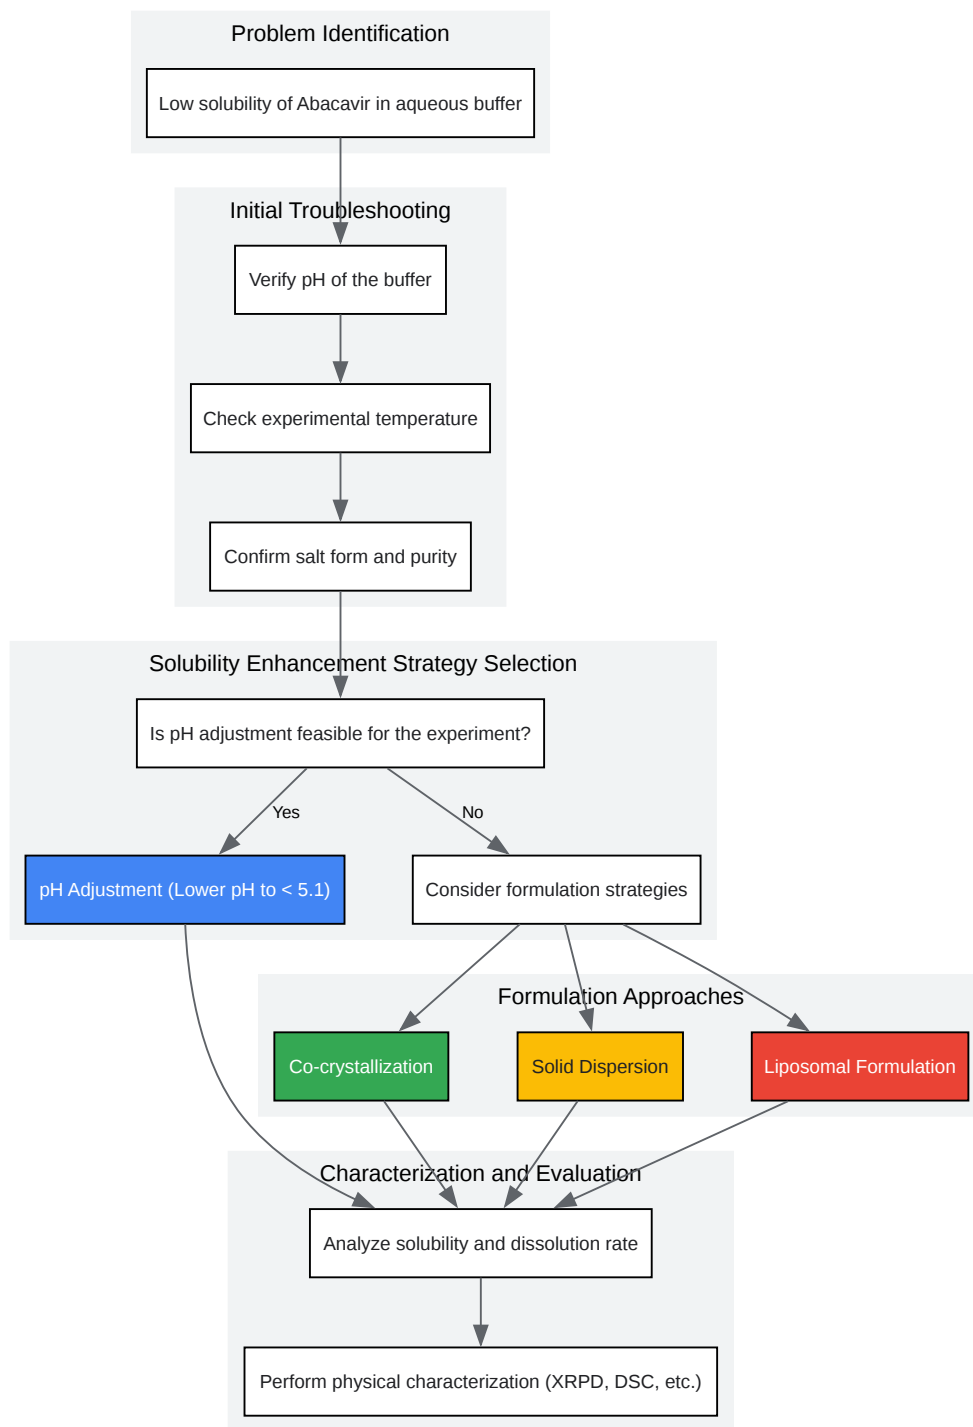 Problem Identification
Low solubility of Abacavir in aqueous buffer
Initial Troubleshooting
Verify pH of the buffer
Check experimental temperature
Confirm salt form and purity
Solubility Enhancement Strategy Selection
Is pH adjustment feasible for the experiment?
Yes
No
pH Adjustment (Lower pH to < 5.1)
Consider formulation strategies
Formulation Approaches
Co-crystallization
Solid Dispersion
Liposomal Formulation
Characterization and Evaluation
Analyze solubility and dissolution rate
Perform physical characterization (XRPD, DSC, etc.)